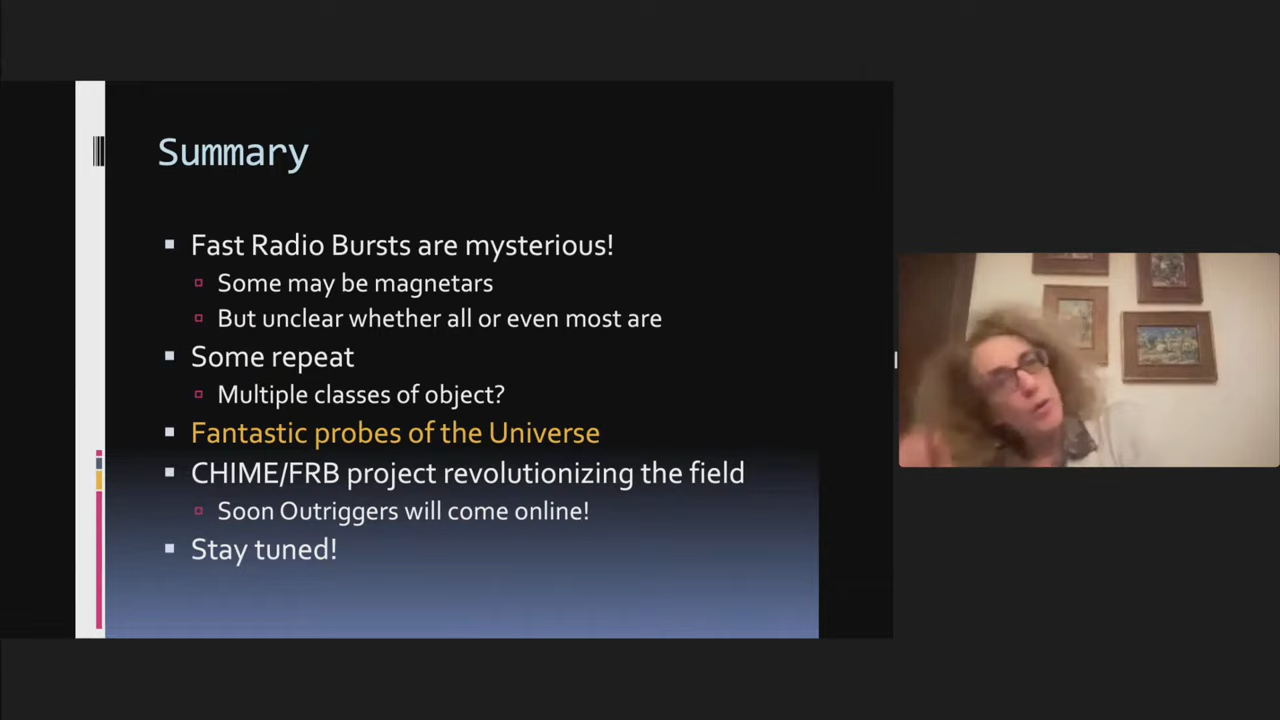 Summary
Fast Radio Bursts are mysterious!
Some may be magnetars
But unclear whether all or even most are
Some repeat
Multiple classes of object?
Fantastic probes of the Universe
CHIME/FRB project revolutionizing the field
Soon Outriggers will come online!
Stay tuned!